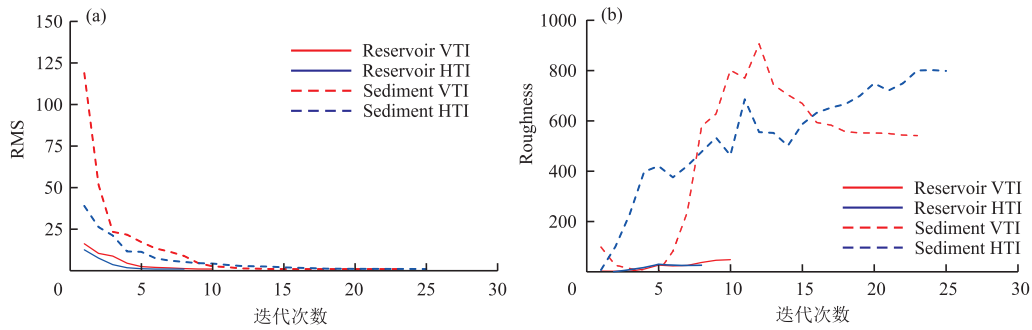 (a)
150
125
100
75
50
25
0
5
10
15
20
25
30
RMS
迭代次数
Reservoir VTI
Reservoir HTI
Sediment VTI
Sediment HTI
(b)
1000
800
600
400
200
0
5
10
15
20
25
30
Roughness
迭代次数
Reservoir VTI
Reservoir HTI
Sediment VTI
Sediment HTI